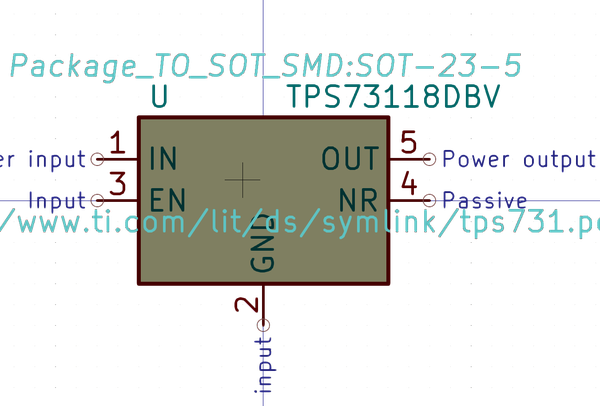 Package_TO_SOT_SMD:SOT-23-5
U TPS73118DBV
er input 1 IN OUT 5 Power output
Input 3 EN NR 4 Passive
/www.ti.com/lit/ds/symlink/tps731.p
GND
2
input